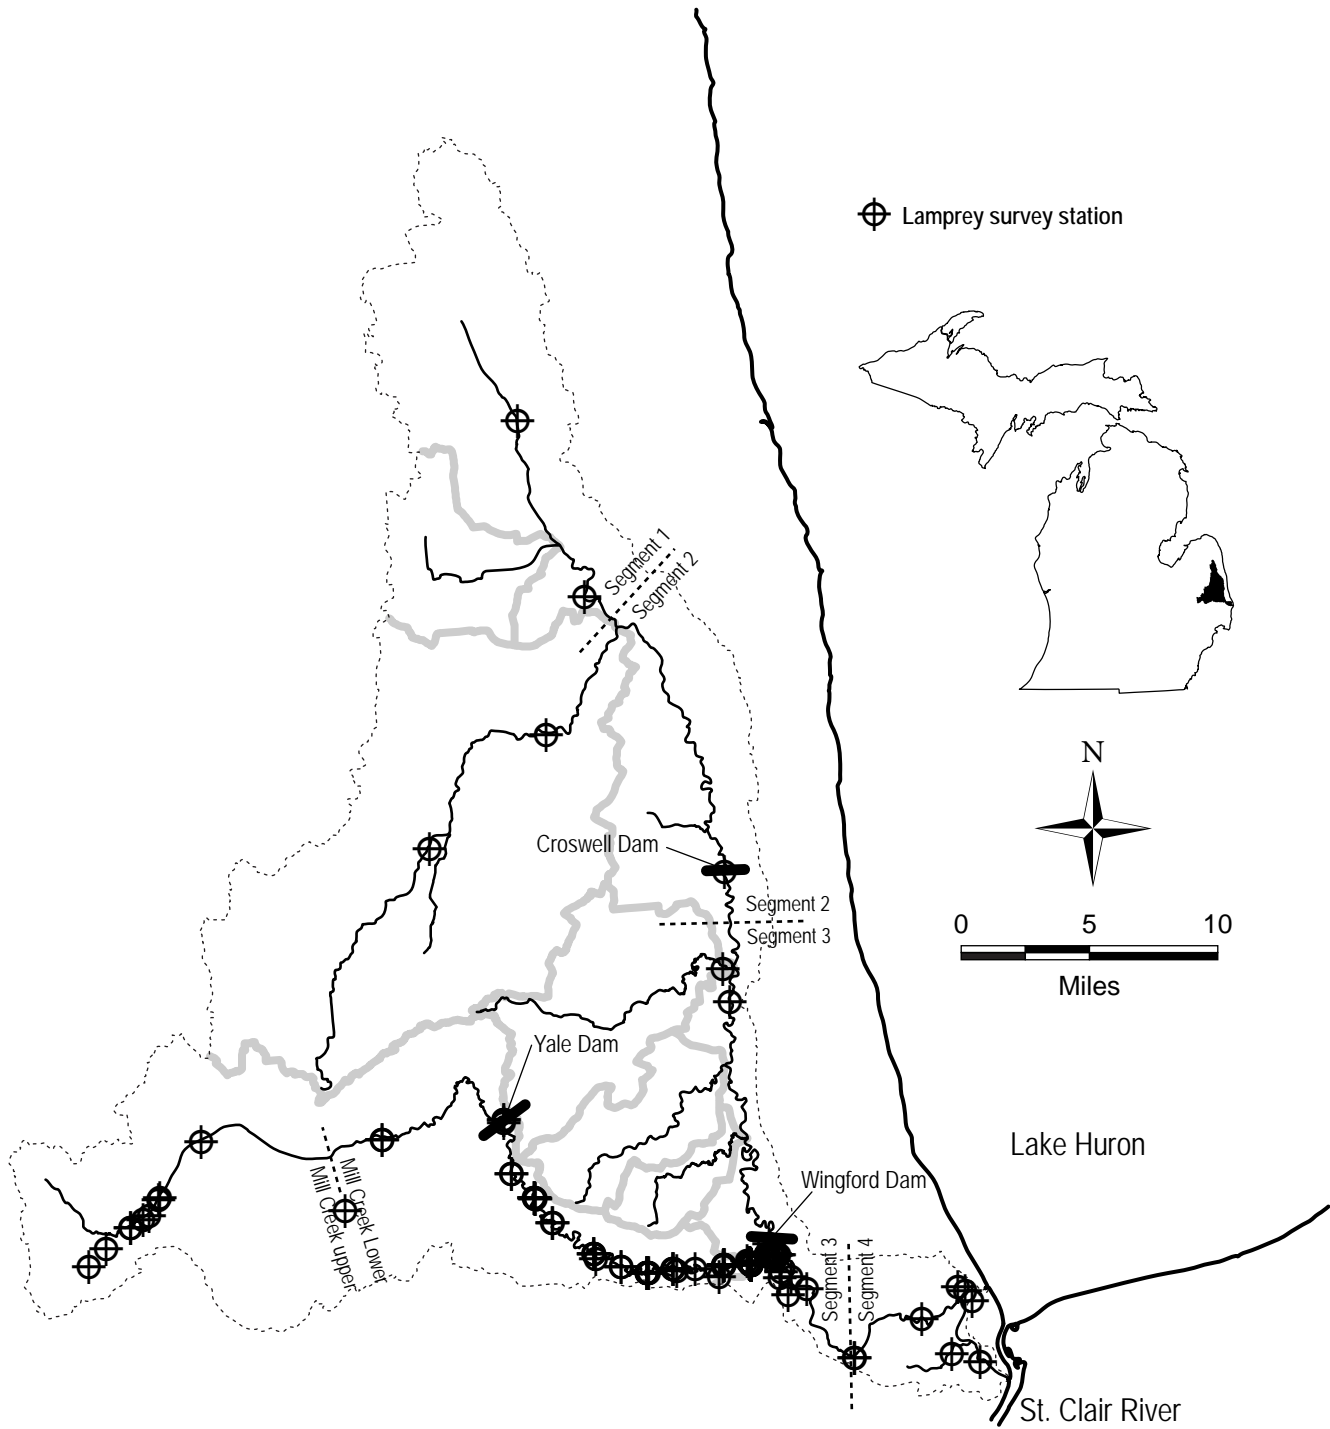 Lamprey survey station
Segment 1
Segment 2
N
Croswell Dam
Segment 2
Segment 3
0 5 10
Miles
Yale Dam
Lake Huron
Mill Creek Lower
Mill Creek upper
Wingford Dam
Segment 3
Segment 4
St. Clair River